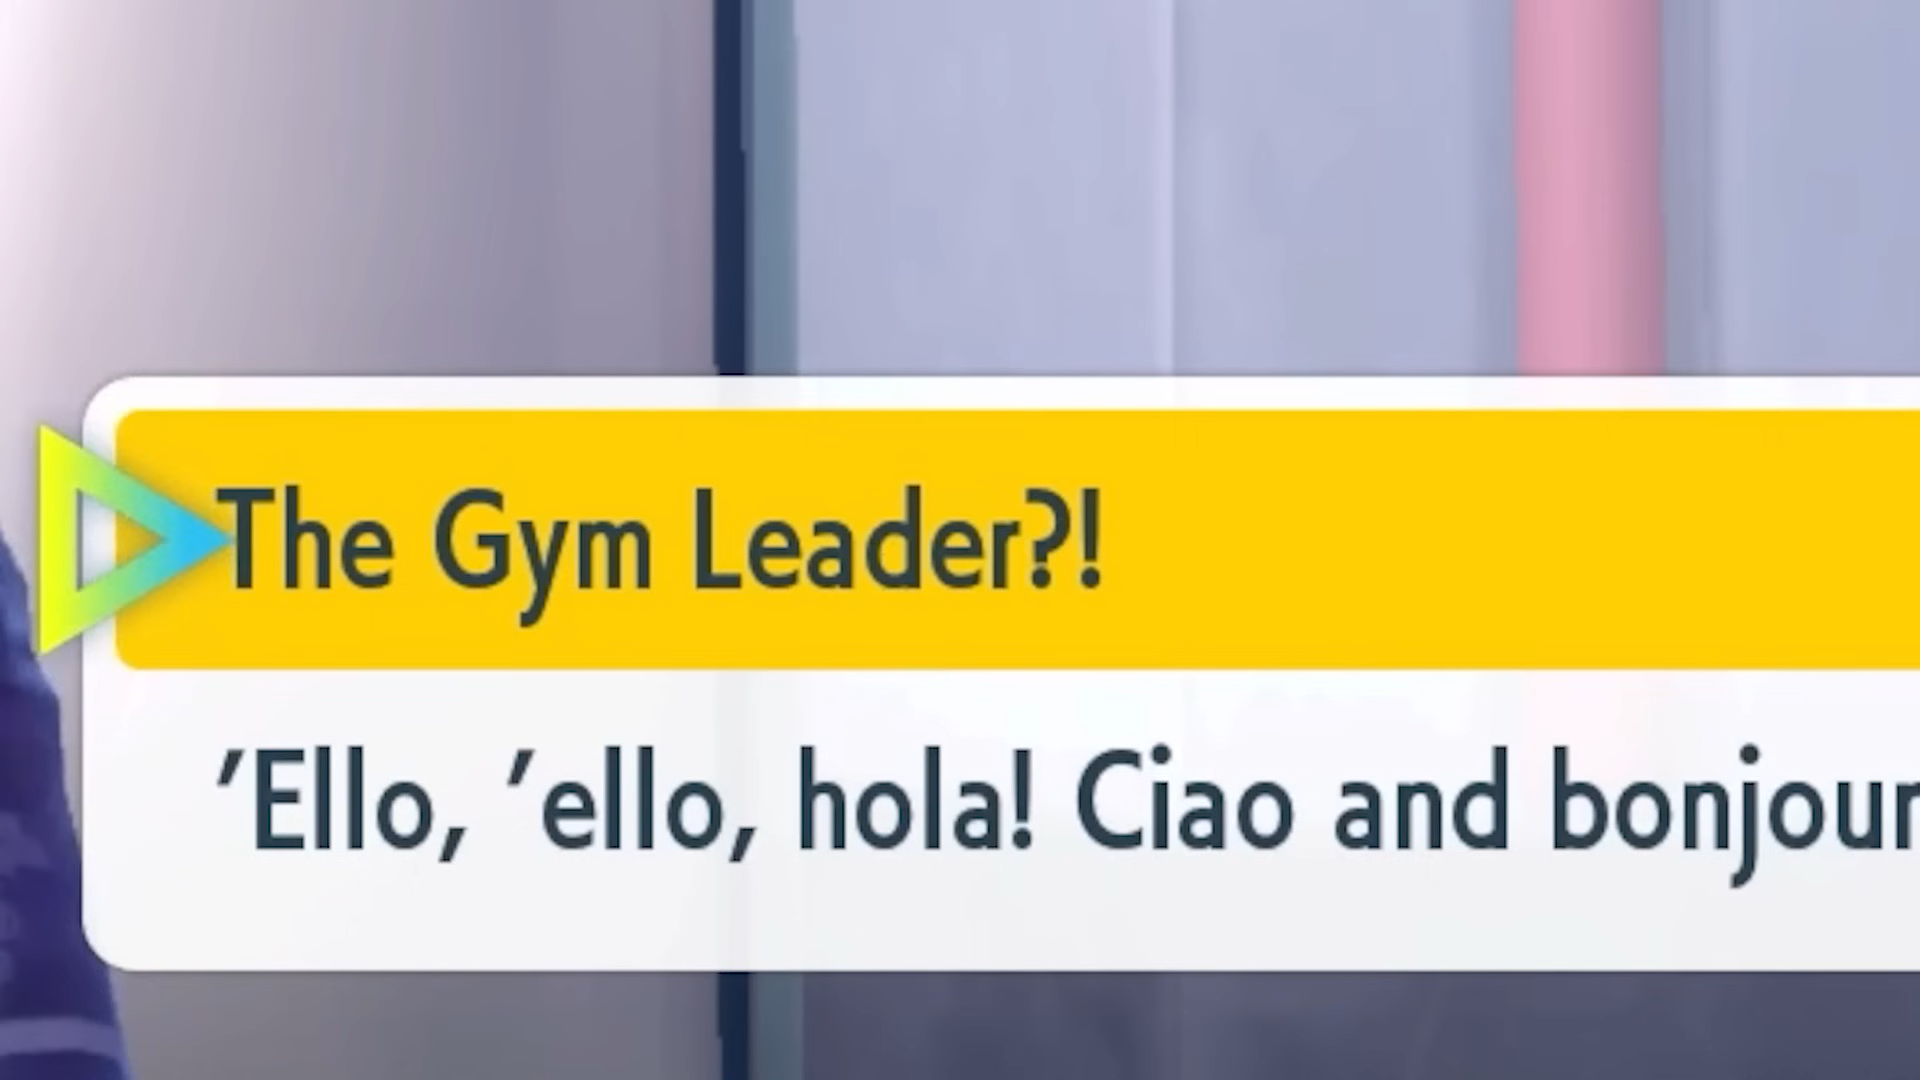 The Gym Leader?!
’Ello, ’ello, hola! Ciao and bonjour